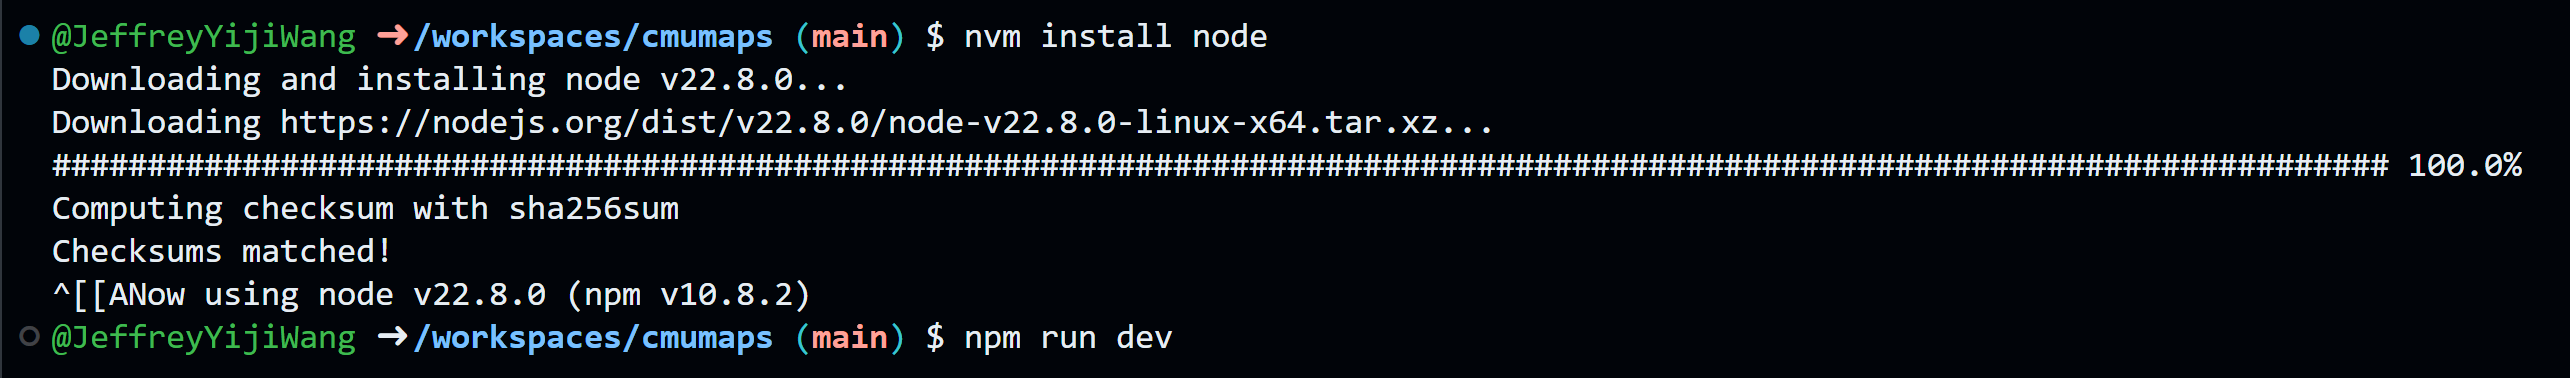 @JeffreyYijiWang ➜/workspaces/cmumaps (main) $ nvm install node
Downloading and installing node v22.8.0...
Downloading https://nodejs.org/dist/v22.8.0/node-v22.8.0-linux-x64.tar.xz...
############################################################################################################################ 100.0%
Computing checksum with sha256sum
Checksums matched!
^[[ANow using node v22.8.0 (npm v10.8.2)
@JeffreyYijiWang ➜/workspaces/cmumaps (main) $ npm run dev